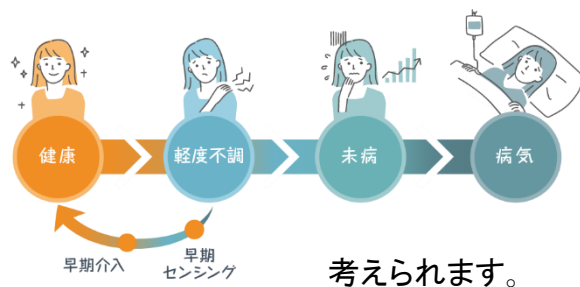 健康
軽度不調
未病
病気
早期介入
早期
センシング
考えられます。